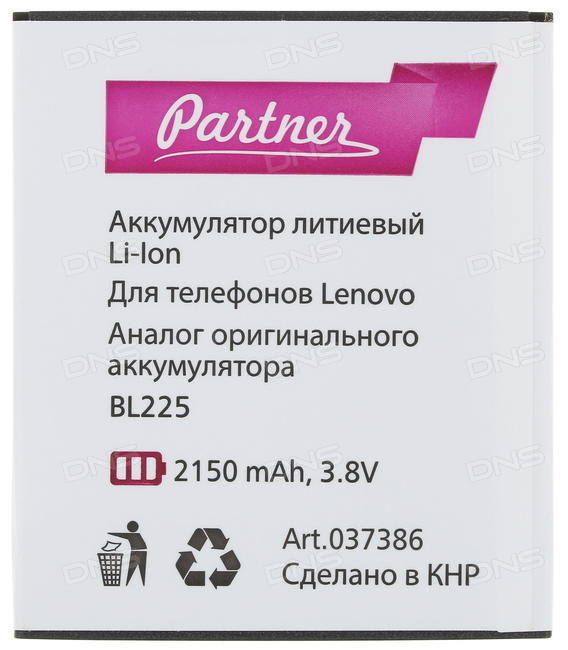 Partner
Аккумулятор литиевый
Li-Ion
Для телефонов Lenovo
Аналог оригинального
аккумулятора
BL225
2150 mAh, 3.8V
Art.037386
Сделано в КНР
DNS